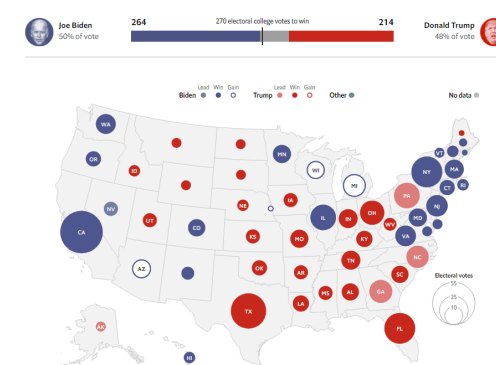 Joe Biden
50% of vote
264
270 electoral college votes to win
214
Donald Trump
48% of vote
Lead Win Gain
Biden
Lead Win Gain
Trump
Other
No data
WA
OR
ID
MN
WI
MI
VT
NY
MA
CT
RI
NV
CA
UT
CO
NE
IA
IL
IN
OH
PA
NJ
MD
WV
VA
KS
MO
KY
AZ
OK
AR
TN
NC
SC
MS
AL
GA
TX
LA
FL
AK
HI
Electoral votes
55
25
10